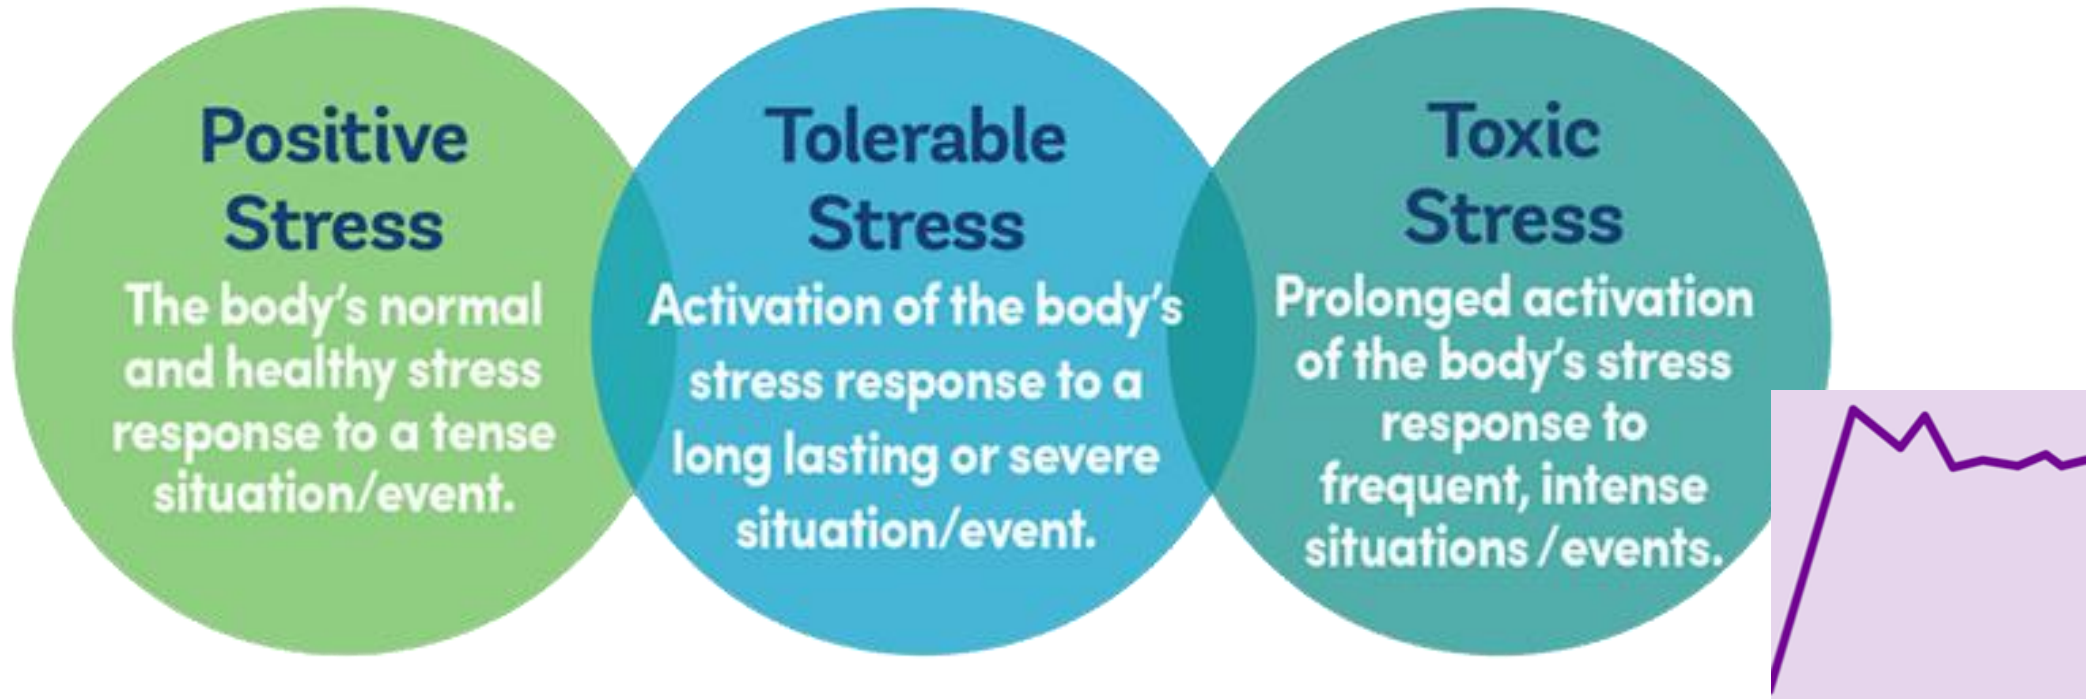 Positive
Stress
The body's normal
and healthy stress
response to a tense
situation/event.
Tolerable
Stress
Activation of the body's
stress response to a
long lasting or severe
situation/event.
Toxic
Stress
Prolonged activation
of the body's stress
response to
frequent, intense
situations /events.